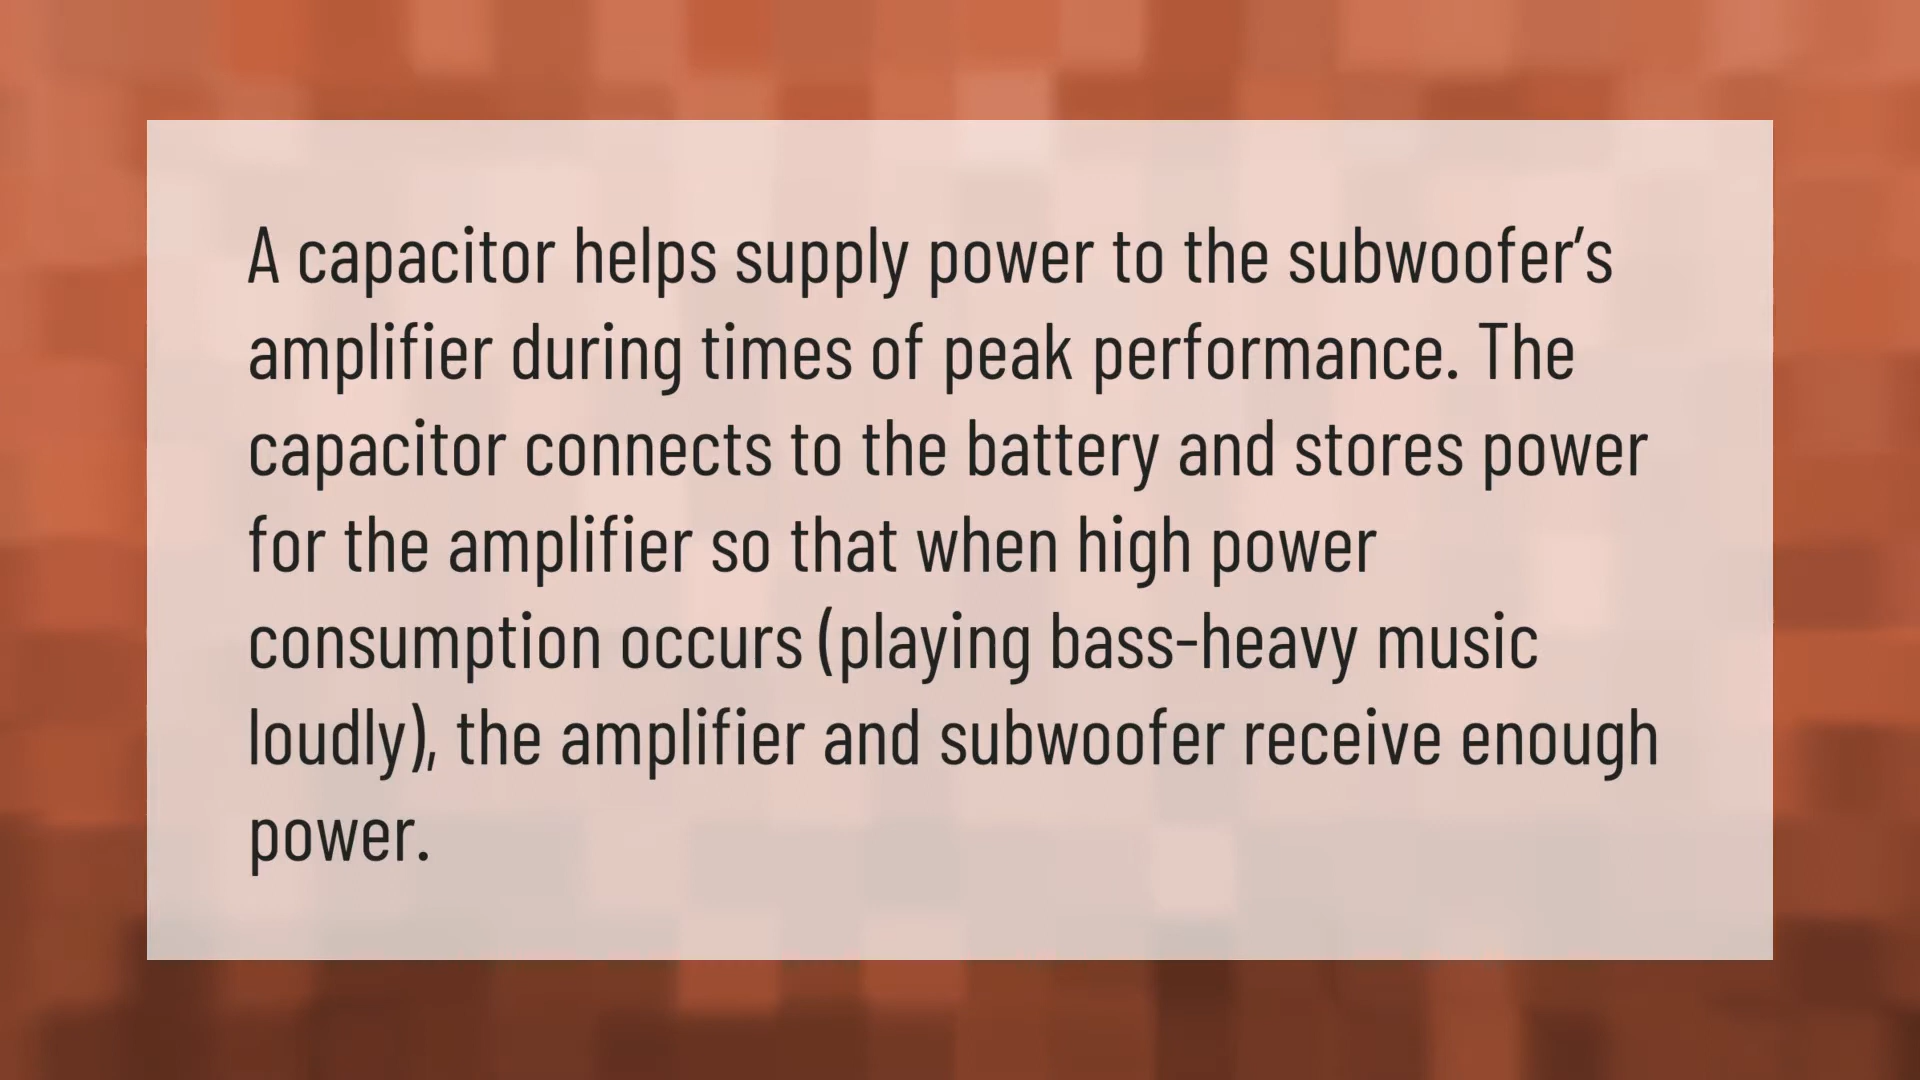 A capacitor helps supply power to the subwoofer’s
amplifier during times of peak performance. The
capacitor connects to the battery and stores power
for the amplifier so that when high power
consumption occurs (playing bass-heavy music
loudly), the amplifier and subwoofer receive enough
power.